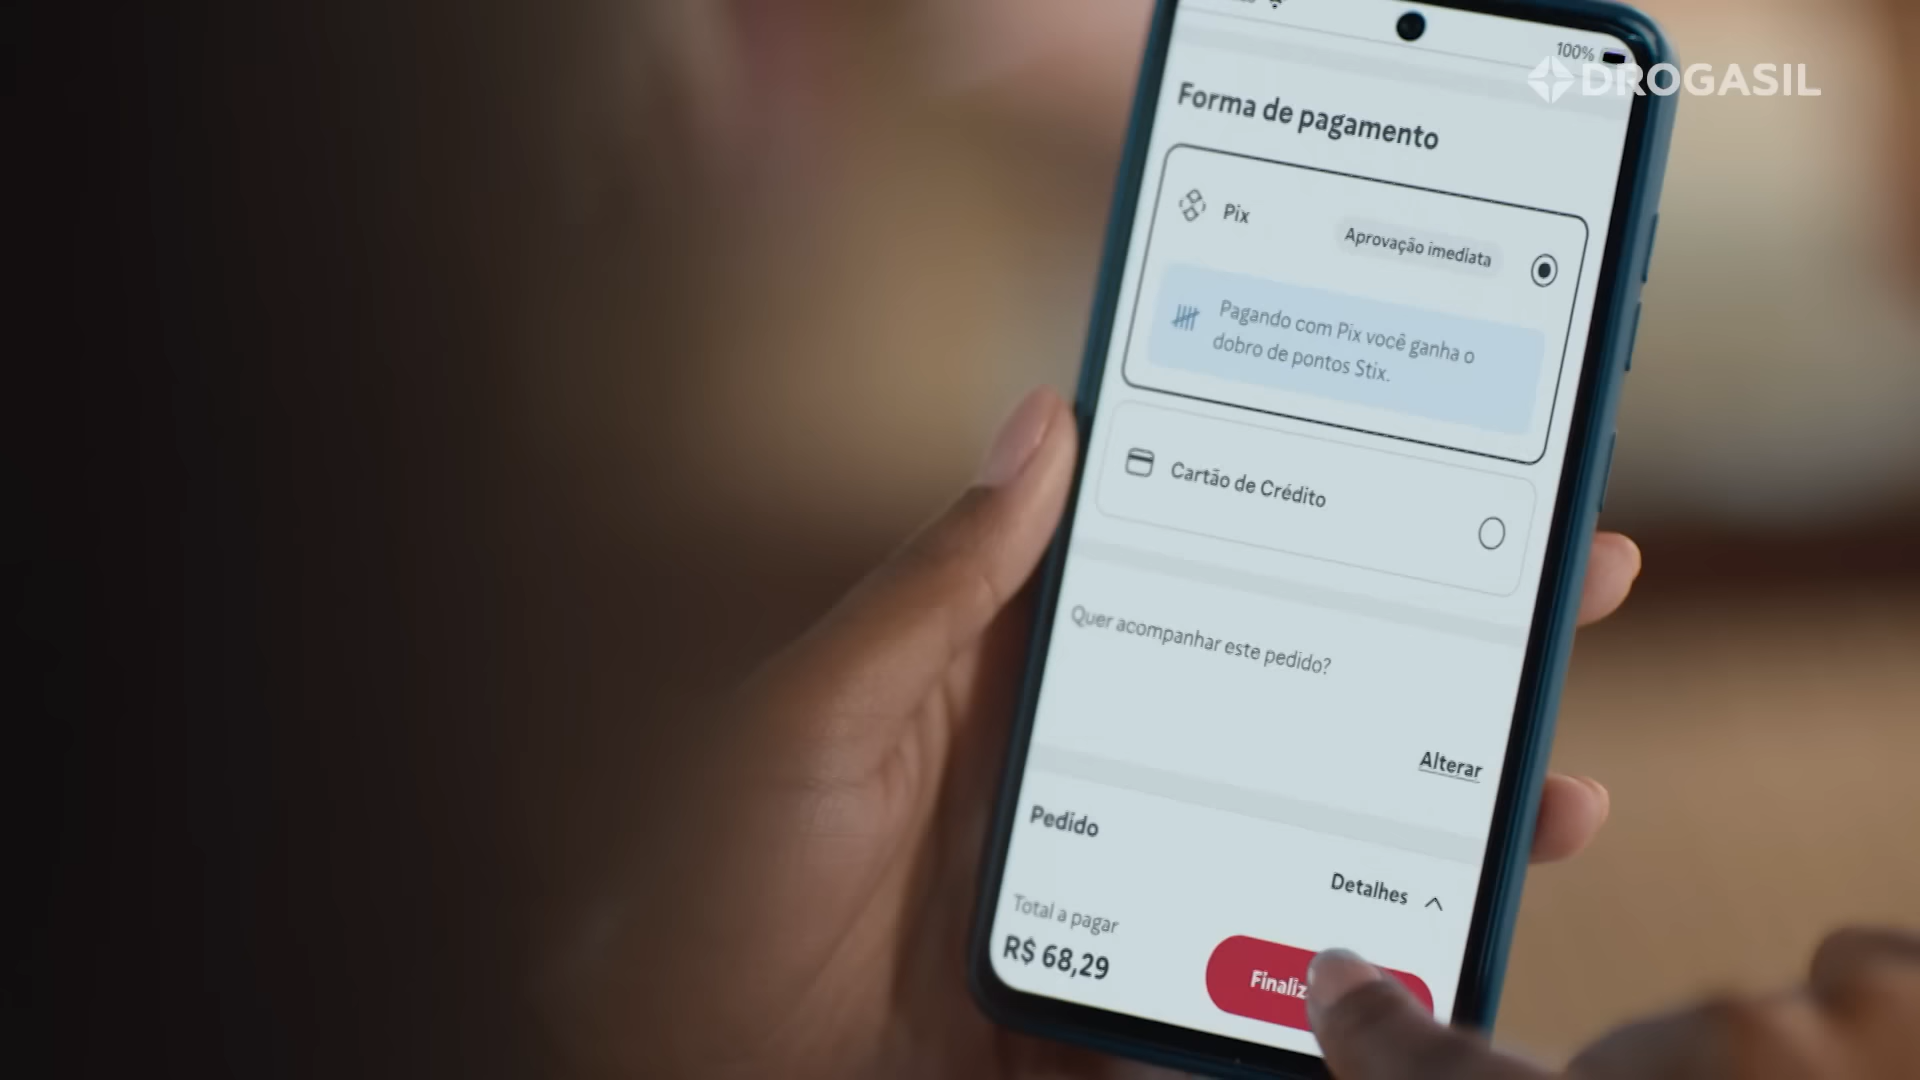 100%
DROGASIL
Forma de pagamento
Pix
Aprovação imediata
Pagando com Pix você ganha o
dobro de pontos Stix.
Cartão de Crédito
Quer acompanhar este pedido?
Alterar
Pedido
Detalhes
Total a pagar
R$ 68,29